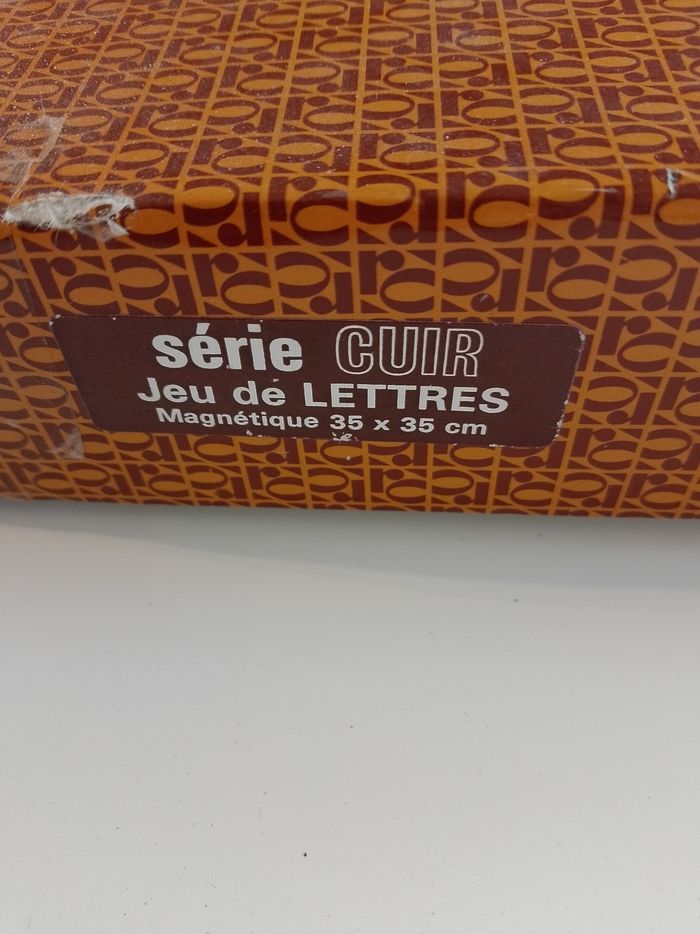 série CUIR
Jeu de LETTRES
Magnétique 35 x 35 cm